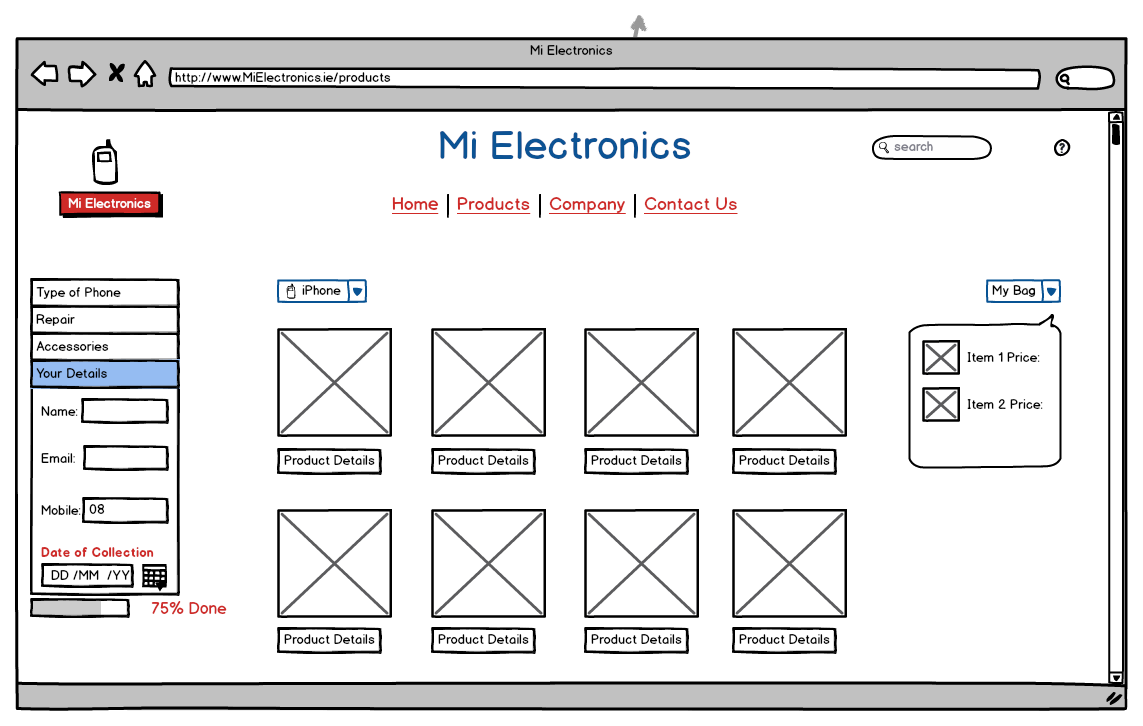 Mi Electronics
http://www.MiElectronics.ie/products
Mi Electronics
search
?
Mi Electronics
Home | Products | Company | Contact Us
Type of Phone
Repair
Accessories
Your Details
Name:
Email:
Mobile: 08
Date of Collection
DD /MM /YY
75% Done
iPhone
Product Details
Product Details
Product Details
Product Details
Product Details
Product Details
Product Details
Product Details
My Bag
Item 1 Price:
Item 2 Price: